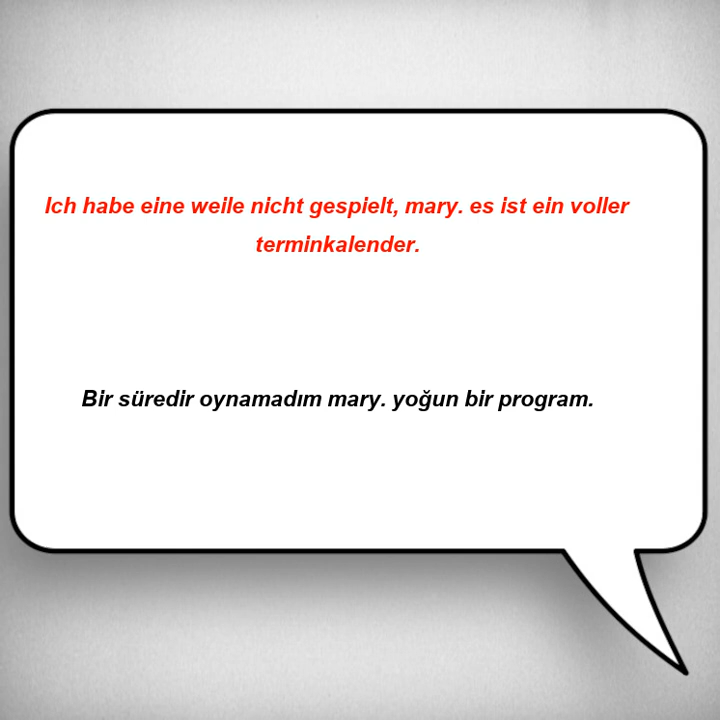 Ich habe eine weile nicht gespielt, mary. es ist ein voller
terminkalender.
Bir süredir oynamadım mary. yoğun bir program.